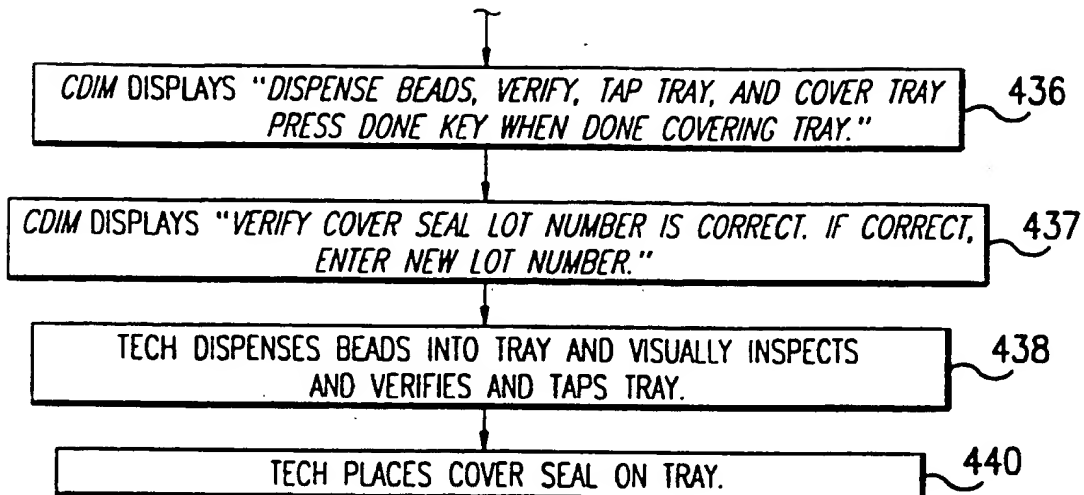 CDIM DISPLAYS "DISPENSE BEADS, VERIFY, TAP TRAY, AND COVER TRAY
PRESS DONE KEY WHEN DONE COVERING TRAY."
436
CDIM DISPLAYS "VERIFY COVER SEAL LOT NUMBER IS CORRECT. IF CORRECT,
ENTER NEW LOT NUMBER."
437
TECH DISPENSES BEADS INTO TRAY AND VISUALLY INSPECTS
AND VERIFIES AND TAPS TRAY.
438
TECH PLACES COVER SEAL ON TRAY.
440